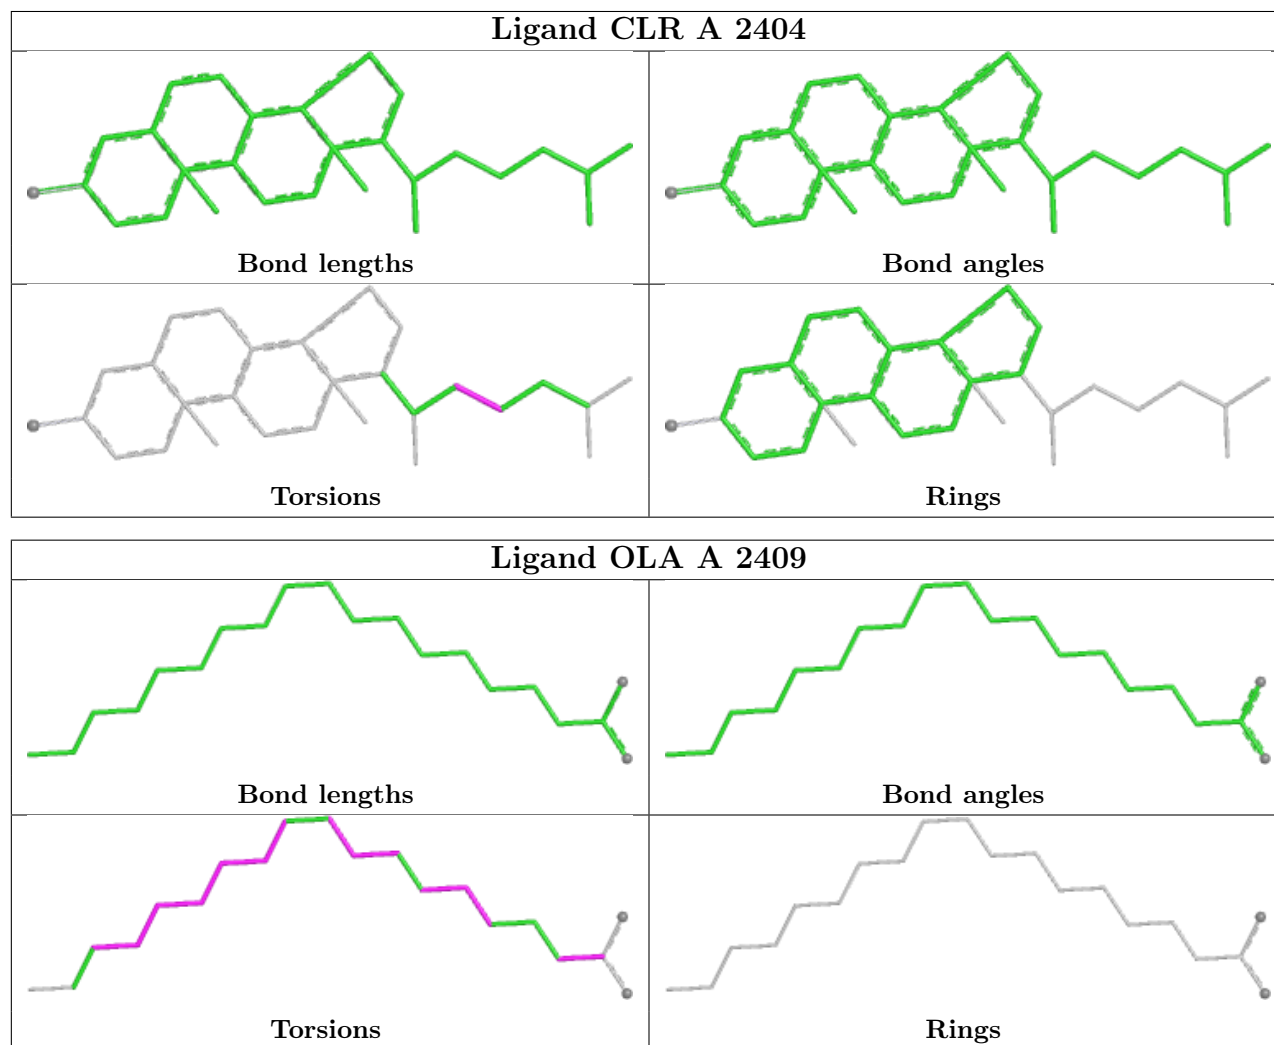 Ligand CLR A 2404
Bond lengths
Bond angles
Torsions
Rings
Ligand OLA A 2409
Bond lengths
Bond angles
Torsions
Rings